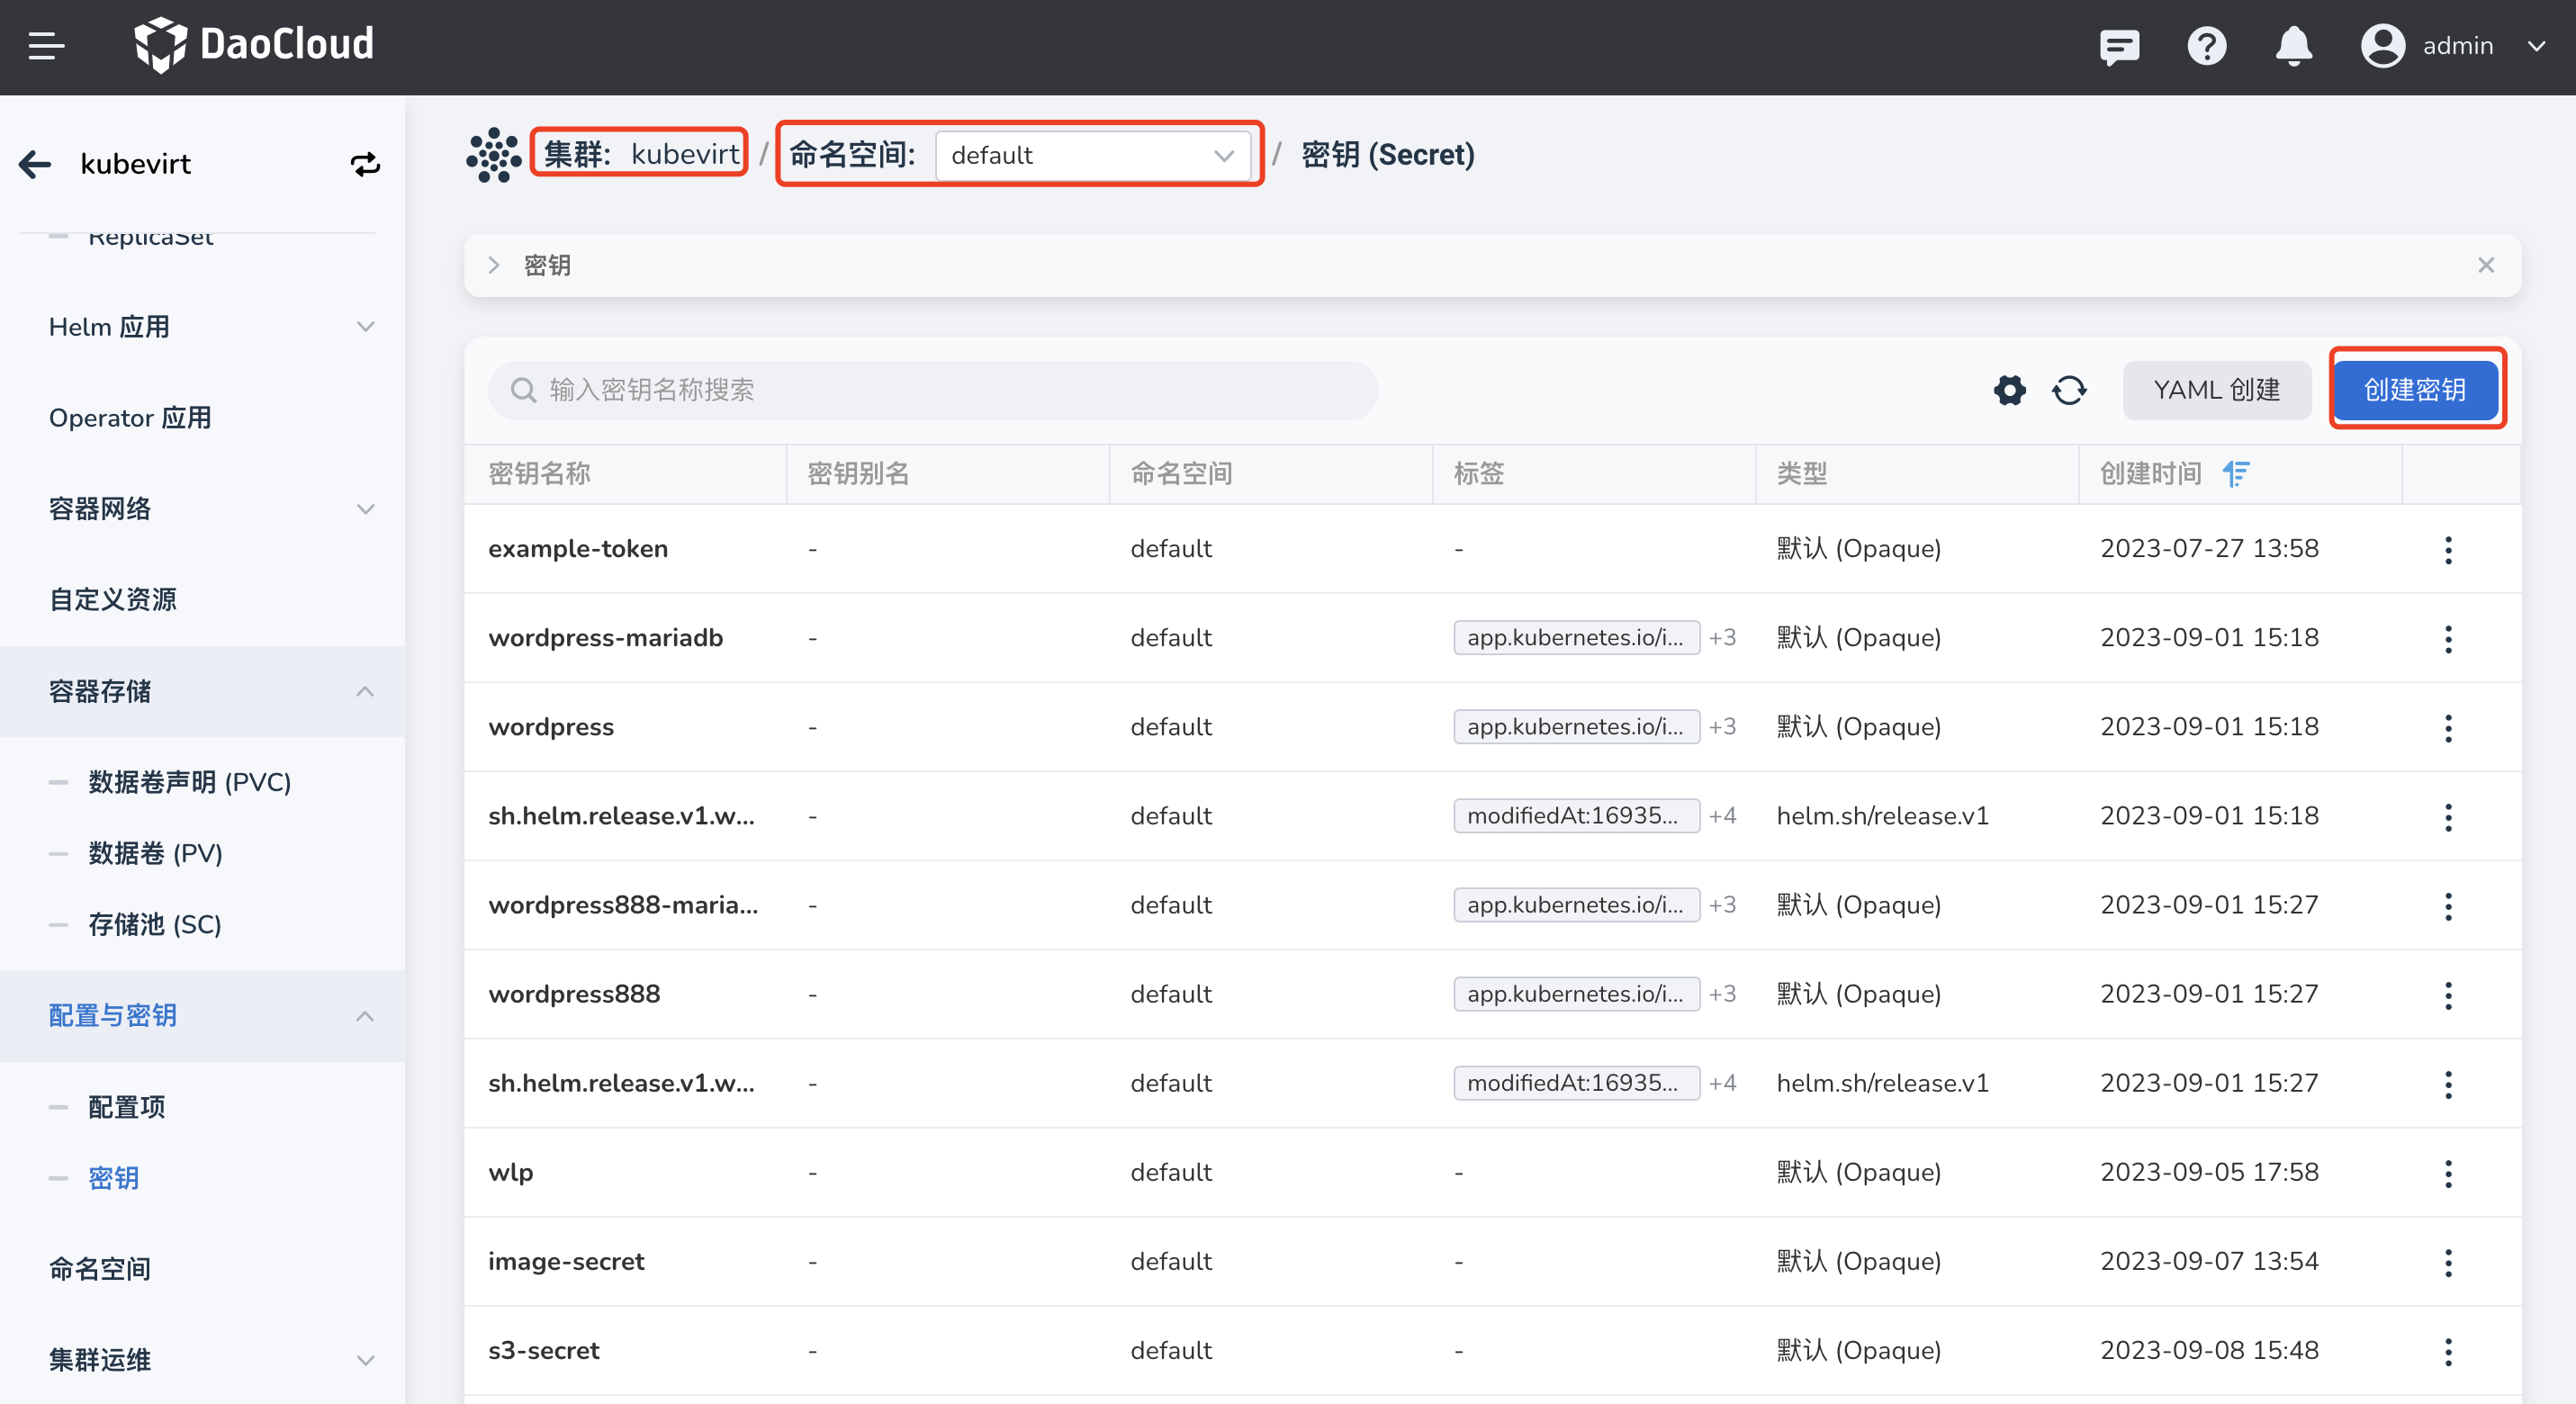 DaoCloud
admin
kubevirt
ReplicaSet
Helm 应用
Operator 应用
容器网络
自定义资源
容器存储
数据卷声明 (PVC)
数据卷 (PV)
存储池 (SC)
配置与密钥
配置项
密钥
命名空间
集群运维
集群: kubevirt / 命名空间: default / 密钥 (Secret)
密钥
输入密钥名称搜索
YAML 创建
创建密钥
密钥名称 密钥别名 命名空间 标签 类型 创建时间
example-token - default - 默认 (Opaque) 2023-07-27 13:58
wordpress-mariadb - default app.kubernetes.io/i... +3 默认 (Opaque) 2023-09-01 15:18
wordpress - default app.kubernetes.io/i... +3 默认 (Opaque) 2023-09-01 15:18
sh.helm.release.v1.w... - default modifiedAt:16935... +4 helm.sh/release.v1 2023-09-01 15:18
wordpress888-maria... - default app.kubernetes.io/i... +3 默认 (Opaque) 2023-09-01 15:27
wordpress888 - default app.kubernetes.io/i... +3 默认 (Opaque) 2023-09-01 15:27
sh.helm.release.v1.w... - default modifiedAt:16935... +4 helm.sh/release.v1 2023-09-01 15:27
wlp - default - 默认 (Opaque) 2023-09-05 17:58
image-secret - default - 默认 (Opaque) 2023-09-07 13:54
s3-secret - default - 默认 (Opaque) 2023-09-08 15:48